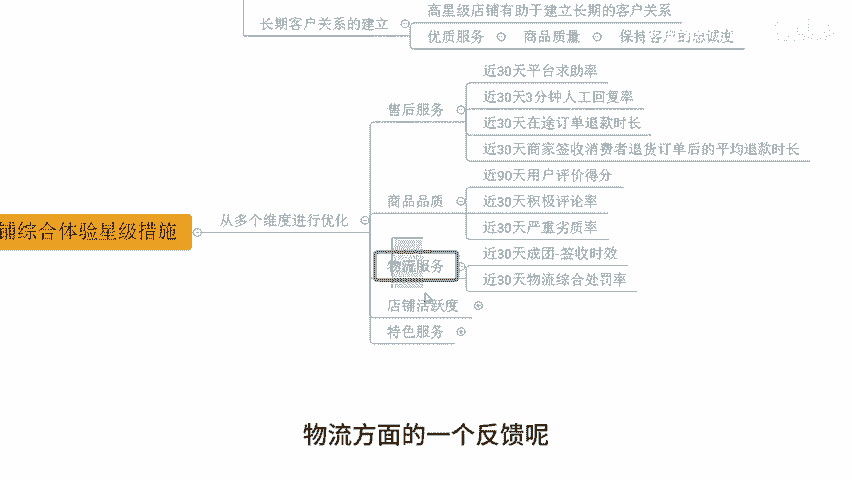 高星级店铺有助于建立长期的客户关系
长期客户关系的建立
优质服务 商品质量 保持客户的忠诚度
近30天平台求助率
近30天3分钟人工回复率
售后服务
近30天在途订单退款时长
近30天商家签收消费者退货订单后的平均退款时长
近90天用户评价得分
商品品质
近30天积极评论率
近30天严重劣质率
铺综合体验星级措施
从多个维度进行优化
近30天成团-签收时效
物流服务
近30天物流综合处罚率
店铺活跃度
特色服务
物流方面的一个反馈呢